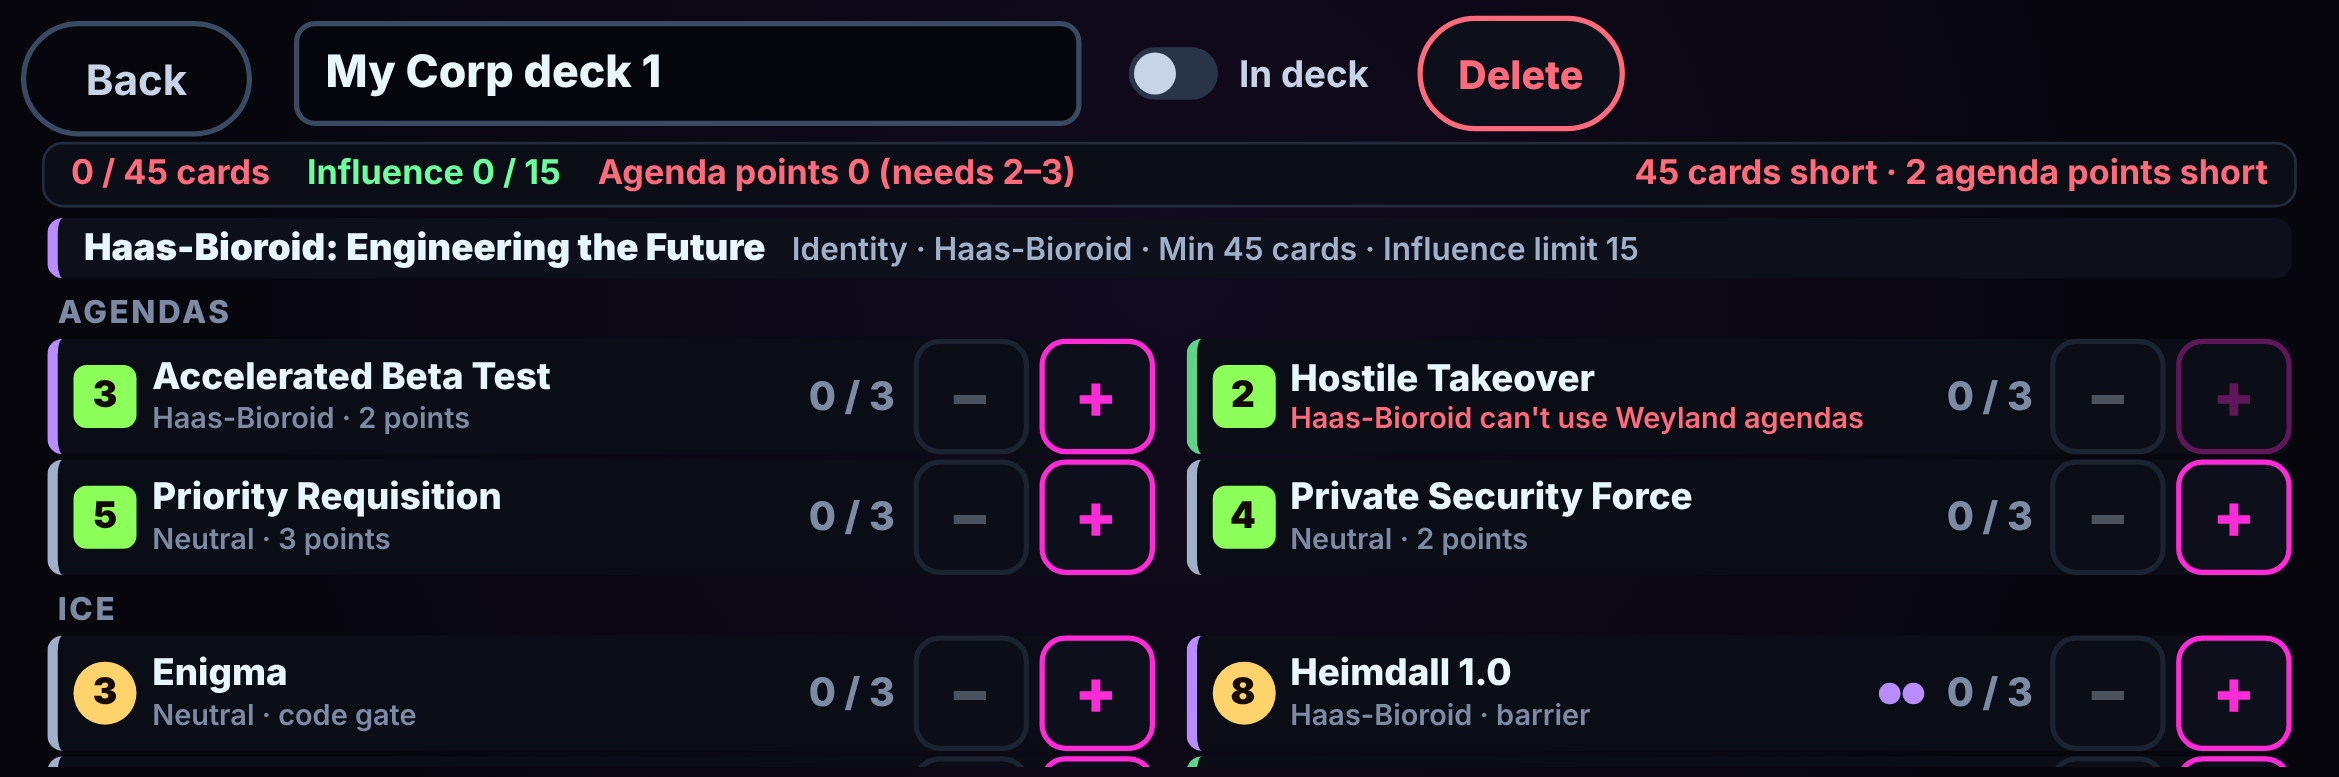 Back
My Corp deck 1
In deck
Delete
0 / 45 cards Influence 0 / 15 Agenda points 0 (needs 2–3) 45 cards short · 2 agenda points short
Haas-Bioroid: Engineering the Future Identity · Haas-Bioroid · Min 45 cards · Influence limit 15
AGENDAS
3 Accelerated Beta Test 0 / 3 − +
Haas-Bioroid · 2 points
2 Hostile Takeover 0 / 3 − +
Haas-Bioroid can't use Weyland agendas
5 Priority Requisition 0 / 3 − +
Neutral · 3 points
4 Private Security Force 0 / 3 − +
Neutral · 2 points
ICE
3 Enigma 0 / 3 − +
Neutral · code gate
8 Heimdall 1.0 0 / 3 − +
Haas-Bioroid · barrier